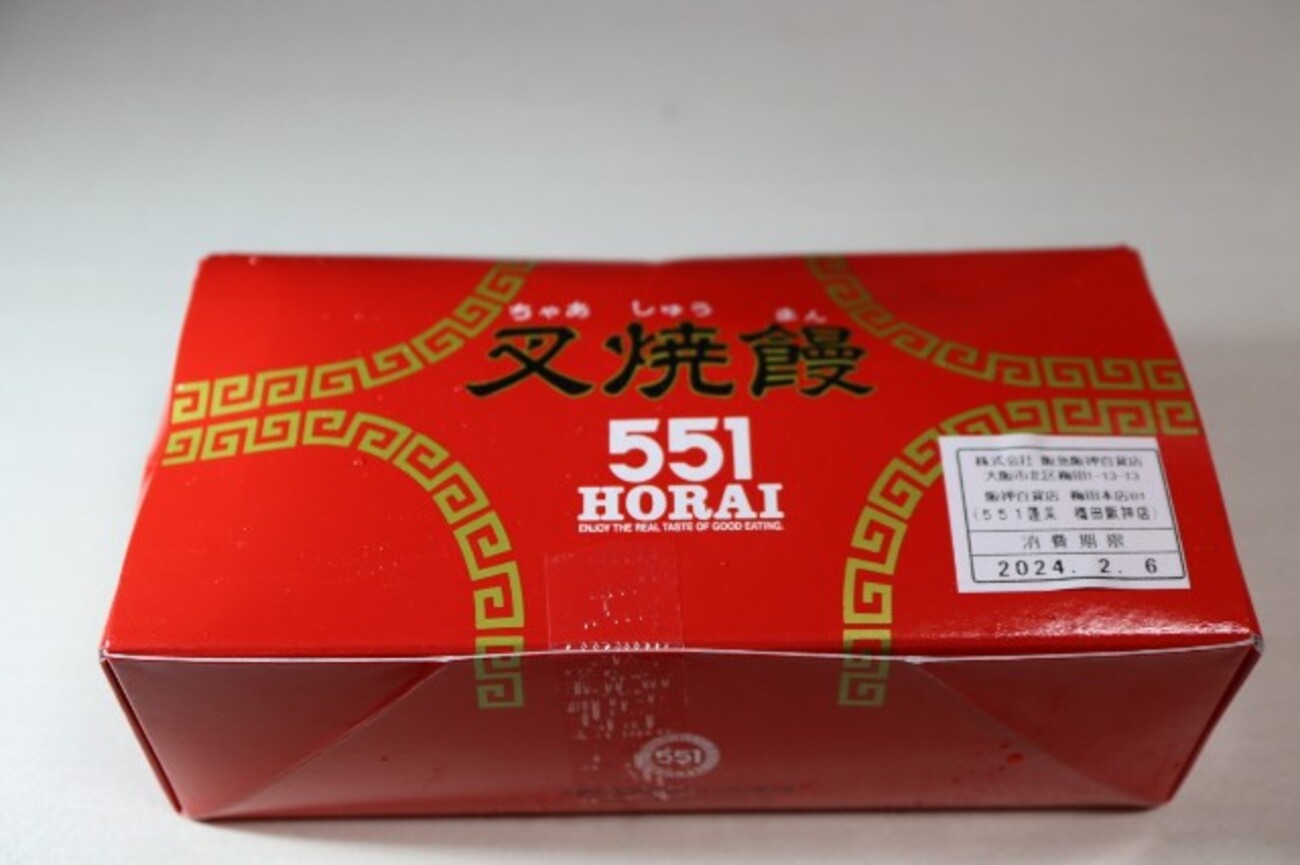 ちゃあ しゅう まん
叉焼饅
551
HORAI
ENJOY THE REAL TASTE OF GOOD EATING.
株式会社 阪急阪神百貨店
大阪市北区梅田1-13-13
阪神百貨店 梅田本店B1
(551蓬莱 梅田阪神店)
消費期限
2024. 2. 6
551